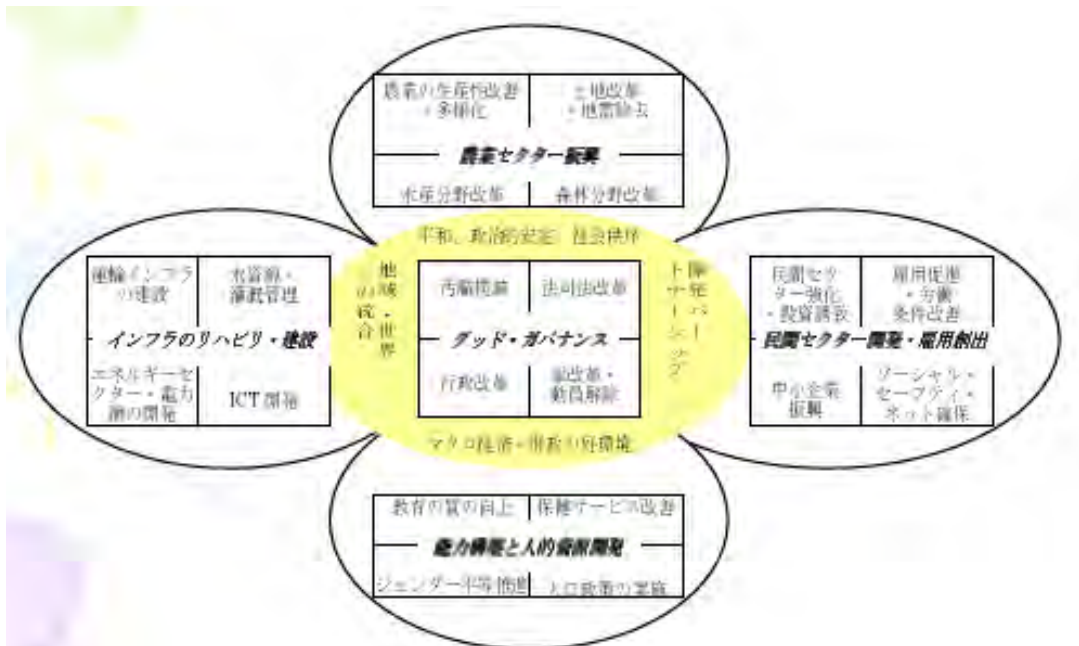 農業の生産性改善
・多様化
土地改革
・地雷除去
農業セクター振興
水産分野改革
森林分野改革
平和、政治的安定、社会秩序
運輸インフラ
の建設
水資源・
灌漑管理
インフラのリハビリ・建設
エネルギーセ
クター・電力
網の開発
ICT 開発
地域・世界
への統合
汚職撲滅
法司法改革
グッド・ガバナンス
行政改革
軍改革・
動員解除
開発パー
トナーシップ
民間セク
ター強化
・投資誘致
雇用促進
・労働
条件改善
民間セクター開発・雇用創出
中小企業
振興
ソーシャル・
セーフティ・
ネット確保
マクロ経済・財政の好環境
教育の質の向上
保健サービス改善
能力構築と人的資源開発
ジェンダー平等推進
人口政策の実施